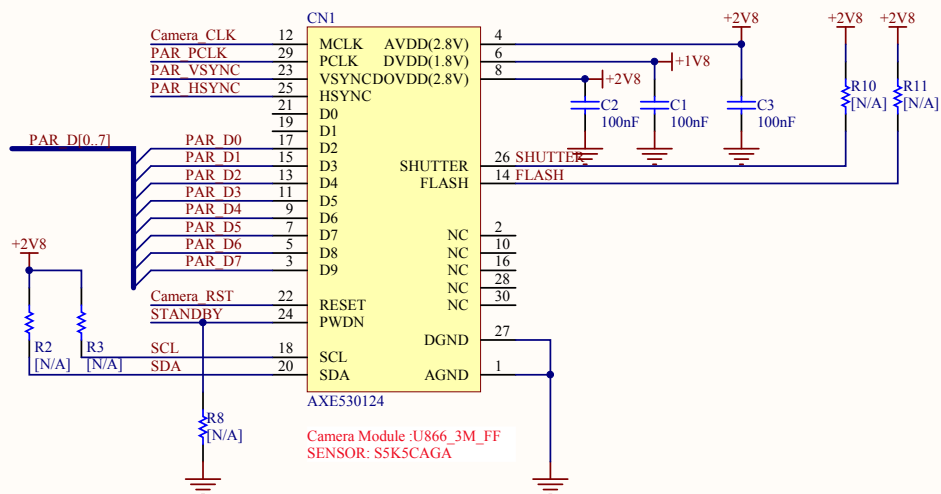 CN1
+2V8 +2V8 +2V8
Camera_CLK 12 MCLK AVDD(2.8V) 4
PAR_PCLK 29 PCLK DVDD(1.8V) 6 +1V8
PAR_VSYNC 23 VSYNC DOVDD(2.8V) 8 +2V8
PAR_HSYNC 25 HSYNC
R10 [N/A]
R11 [N/A]
C2 100nF
C1 100nF
C3 100nF
21 D0
19 D1
PAR_D[0..7]
PAR_D0 17 D2
PAR_D1 15 D3 SHUTTER 26 SHUTTER
PAR_D2 13 D4 FLASH 14 FLASH
PAR_D3 11 D5
PAR_D4 9 D6
PAR_D5 7 D7 NC 2
PAR_D6 5 D8 NC 10
PAR_D7 3 D9 NC 16
NC 28
NC 30
+2V8
Camera_RST 22 RESET
STANDBY 24 PWDN
DGND 27
R2 [N/A]
R3 [N/A]
SCL 18 SCL
SDA 20 SDA AGND 1
AXE530124
R8 [N/A]
Camera Module :U866_3M_FF
SENSOR: S5K5CAGA